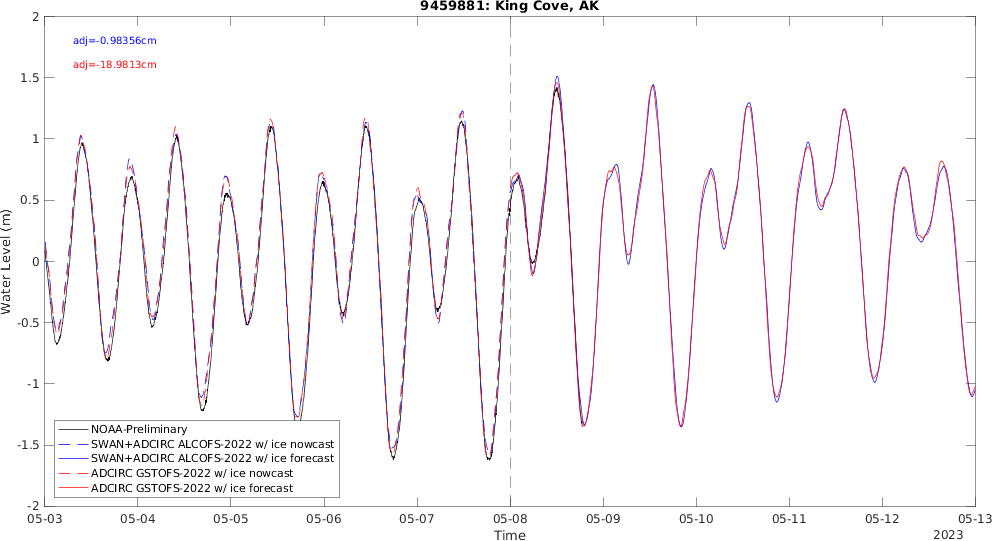 9459881: King Cove, AK
adj=-0.98356cm
adj=-18.9813cm
2
1.5
1
0.5
0
-0.5
-1
-1.5
-2
Water Level (m)
NOAA-Preliminary
SWAN+ADCIRC ALCOFS-2022 w/ ice nowcast
SWAN+ADCIRC ALCOFS-2022 w/ ice forecast
ADCIRC GSTOFS-2022 w/ ice nowcast
ADCIRC GSTOFS-2022 w/ ice forecast
05-03 05-04 05-05 05-06 05-07 05-08 05-09 05-10 05-11 05-12 05-13
Time
2023